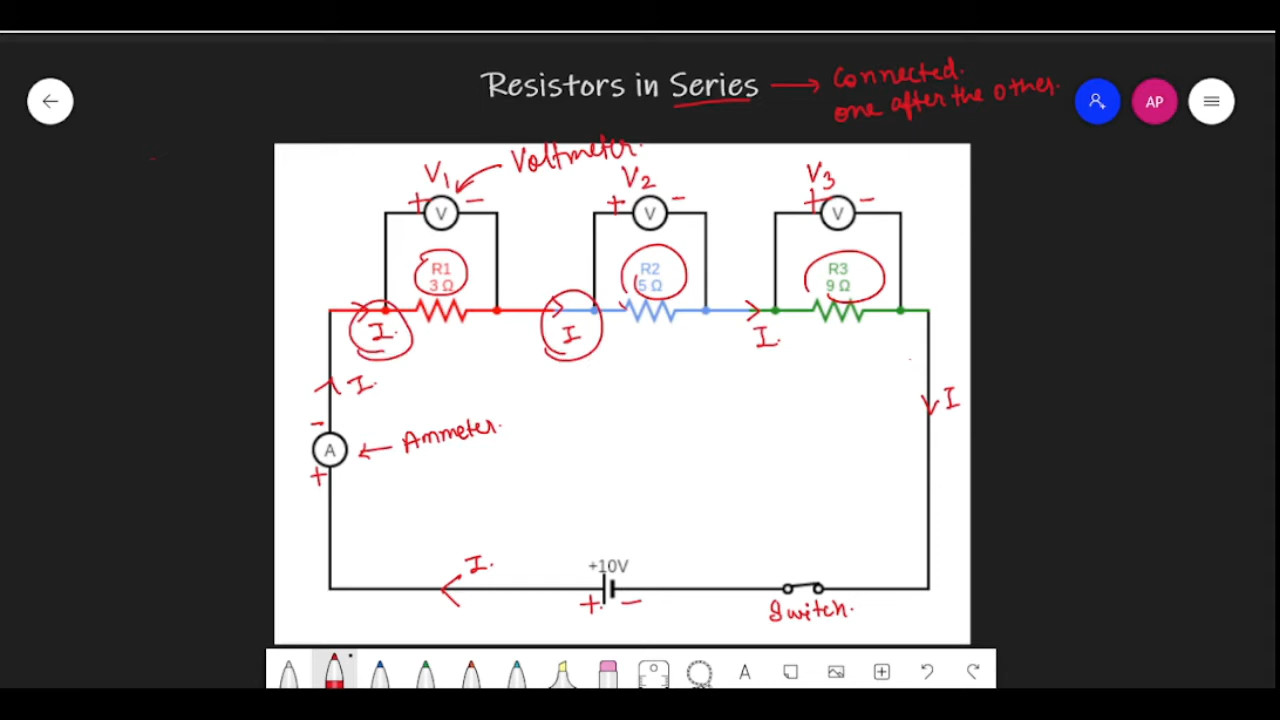 Resistors in Series
Connected.
one after the other.
AP
Voltmeter.
V1
V2
V3
+ -
+ -
+ -
V
V
V
R1
3 Ω
R2
5 Ω
R3
9 Ω
I.
I
I.
I.
I
-
A
Ammeter.
+
I.
+10V
+ -
Switch.
A